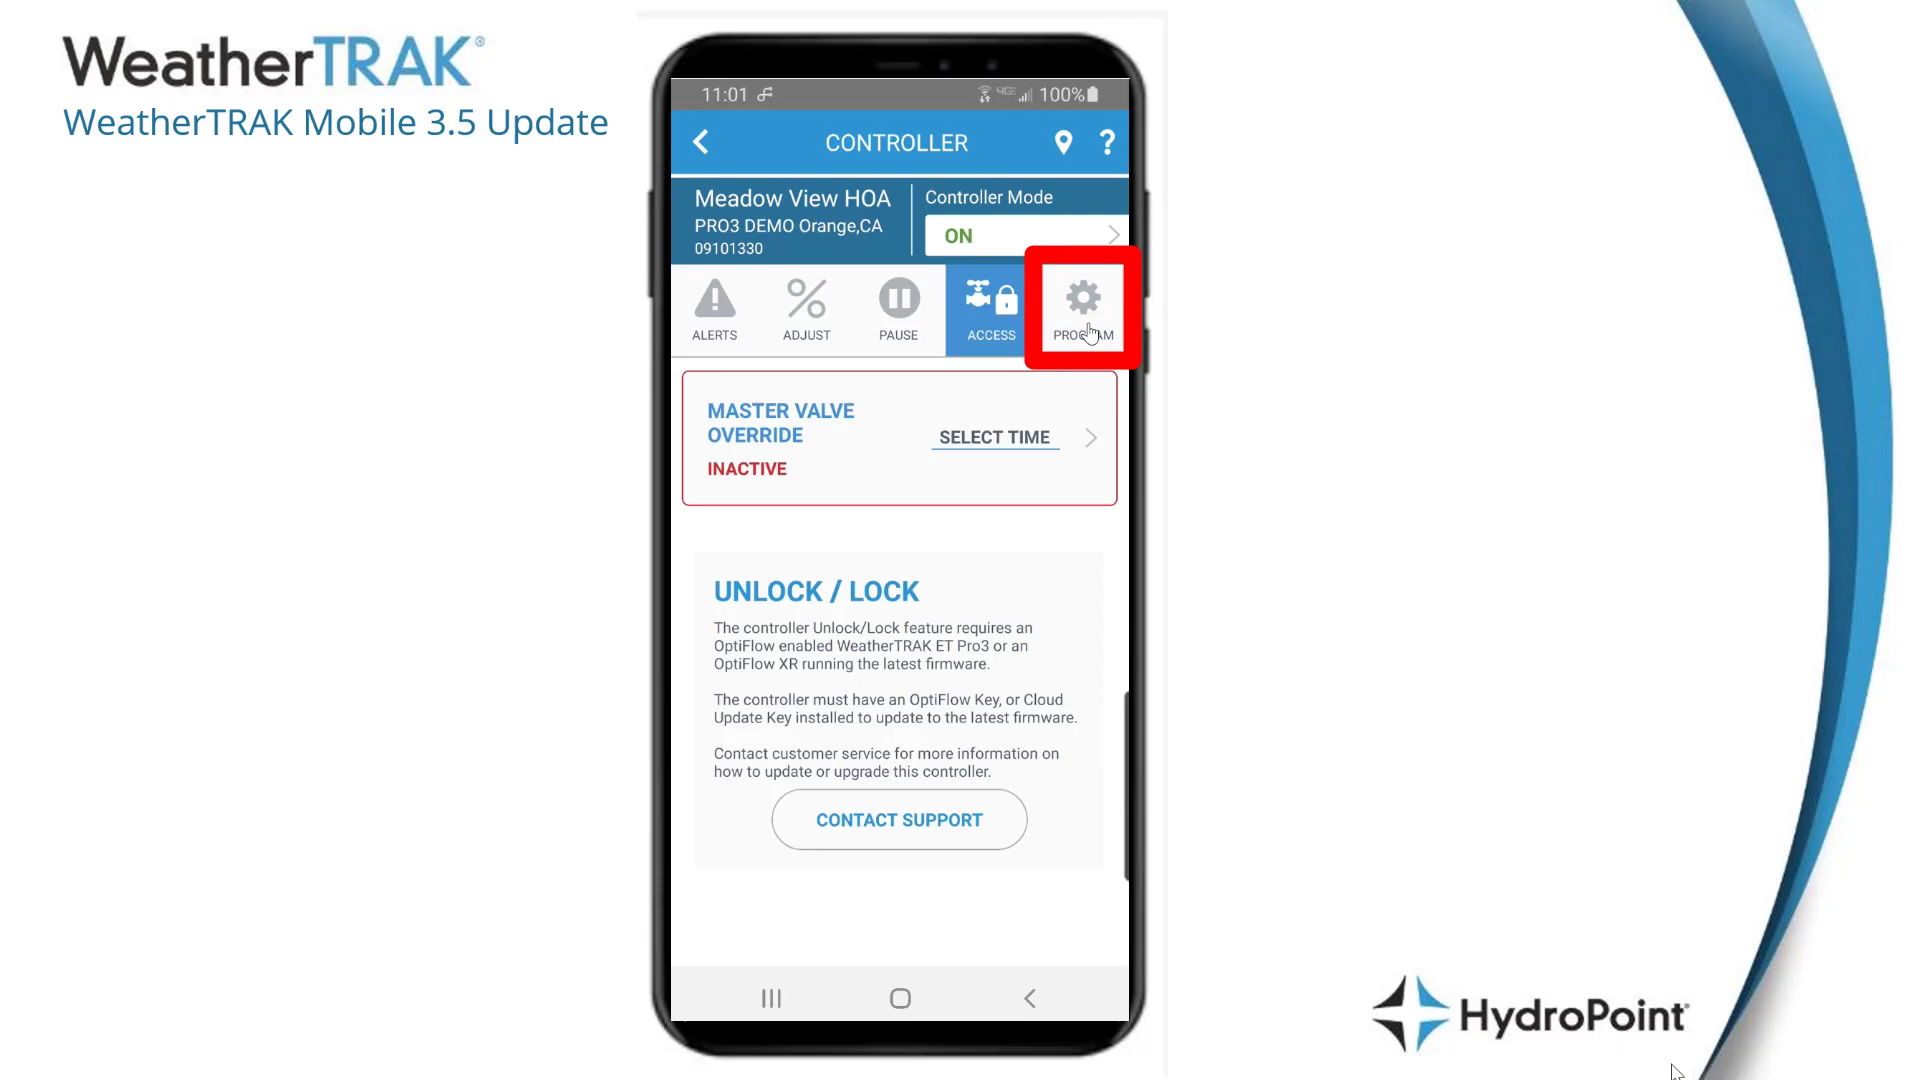 WeatherTRAK®
WeatherTRAK Mobile 3.5 Update
11:01
4GE 100%
CONTROLLER
?
Meadow View HOA
PRO3 DEMO Orange,CA
09101330
Controller Mode
ON
ALERTS
ADJUST
PAUSE
ACCESS
PROGRAM
MASTER VALVE
OVERRIDE
INACTIVE
SELECT TIME
UNLOCK / LOCK
The controller Unlock/Lock feature requires an
OptiFlow enabled WeatherTRAK ET Pro3 or an
OptiFlow XR running the latest firmware.
The controller must have an OptiFlow Key, or Cloud
Update Key installed to update to the latest firmware.
Contact customer service for more information on
how to update or upgrade this controller.
CONTACT SUPPORT
HydroPoint